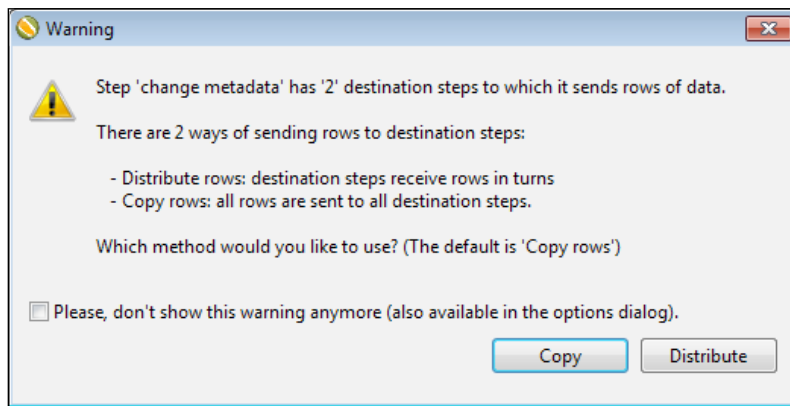 Warning
Step 'change metadata' has '2' destination steps to which it sends rows of data.
There are 2 ways of sending rows to destination steps:
- Distribute rows: destination steps receive rows in turns
- Copy rows: all rows are sent to all destination steps.
Which method would you like to use? (The default is 'Copy rows')
Please, don't show this warning anymore (also available in the options dialog).
Copy
Distribute